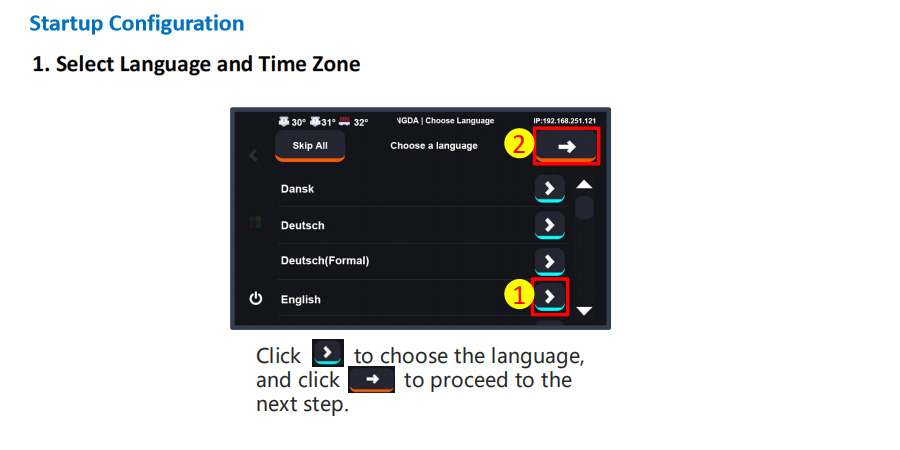 Startup Configuration
1. Select Language and Time Zone
30° 31° 32° NGDA | Choose Language IP:192.168.251.121
Skip All Choose a language 2
Dansk
Deutsch
Deutsch(Formal)
English 1
Click to choose the language,
and click to proceed to the
next step.